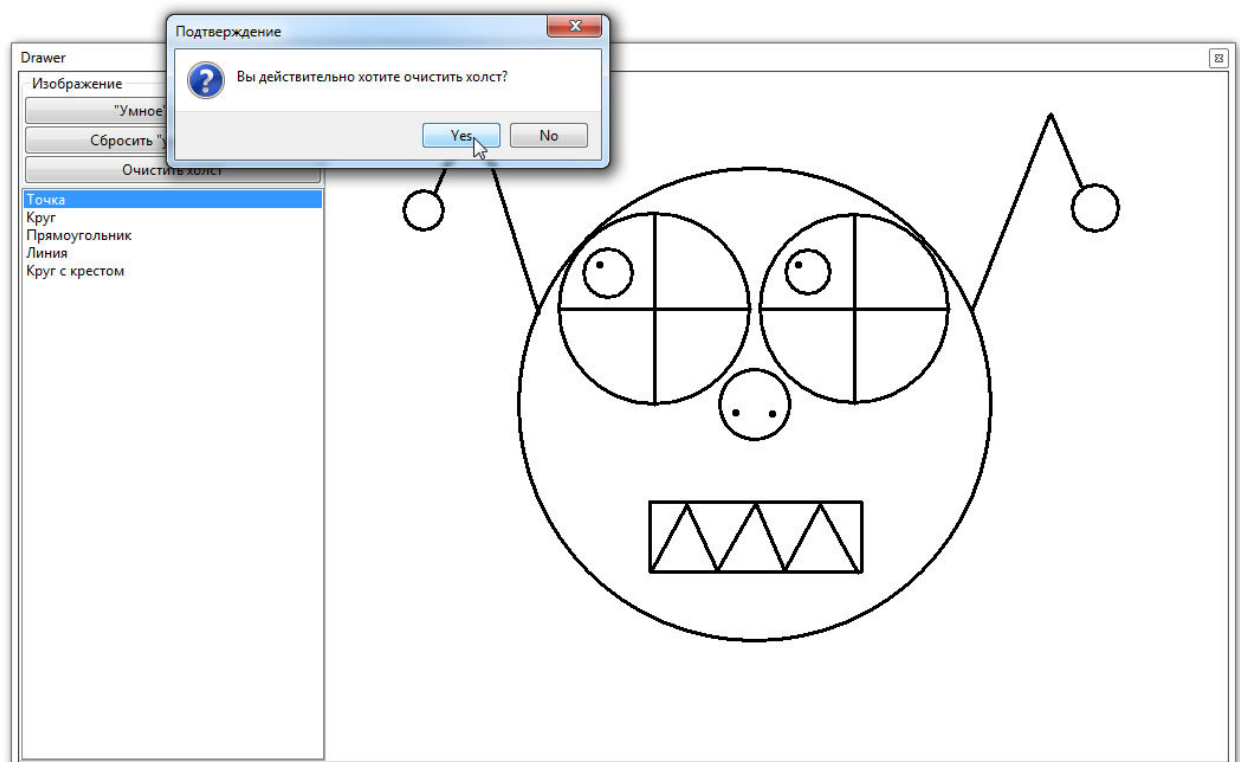 Подтверждение
Вы действительно хотите очистить холст?
Yes
No
Drawer
Изображение
"Умное"
Сбросить "у
Очистить холст
Точка
Круг
Прямоугольник
Линия
Круг с крестом